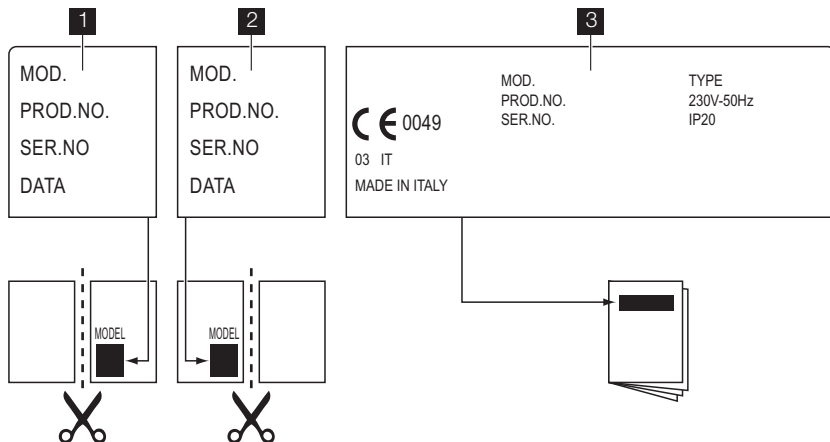 1
MOD.
PROD.NO.
SER.NO
DATA
2
MOD.
PROD.NO.
SER.NO
DATA
3
CE 0049
03 IT
MADE IN ITALY
MOD.
PROD.NO.
SER.NO.
TYPE
230V-50Hz
IP20
MODEL
MODEL